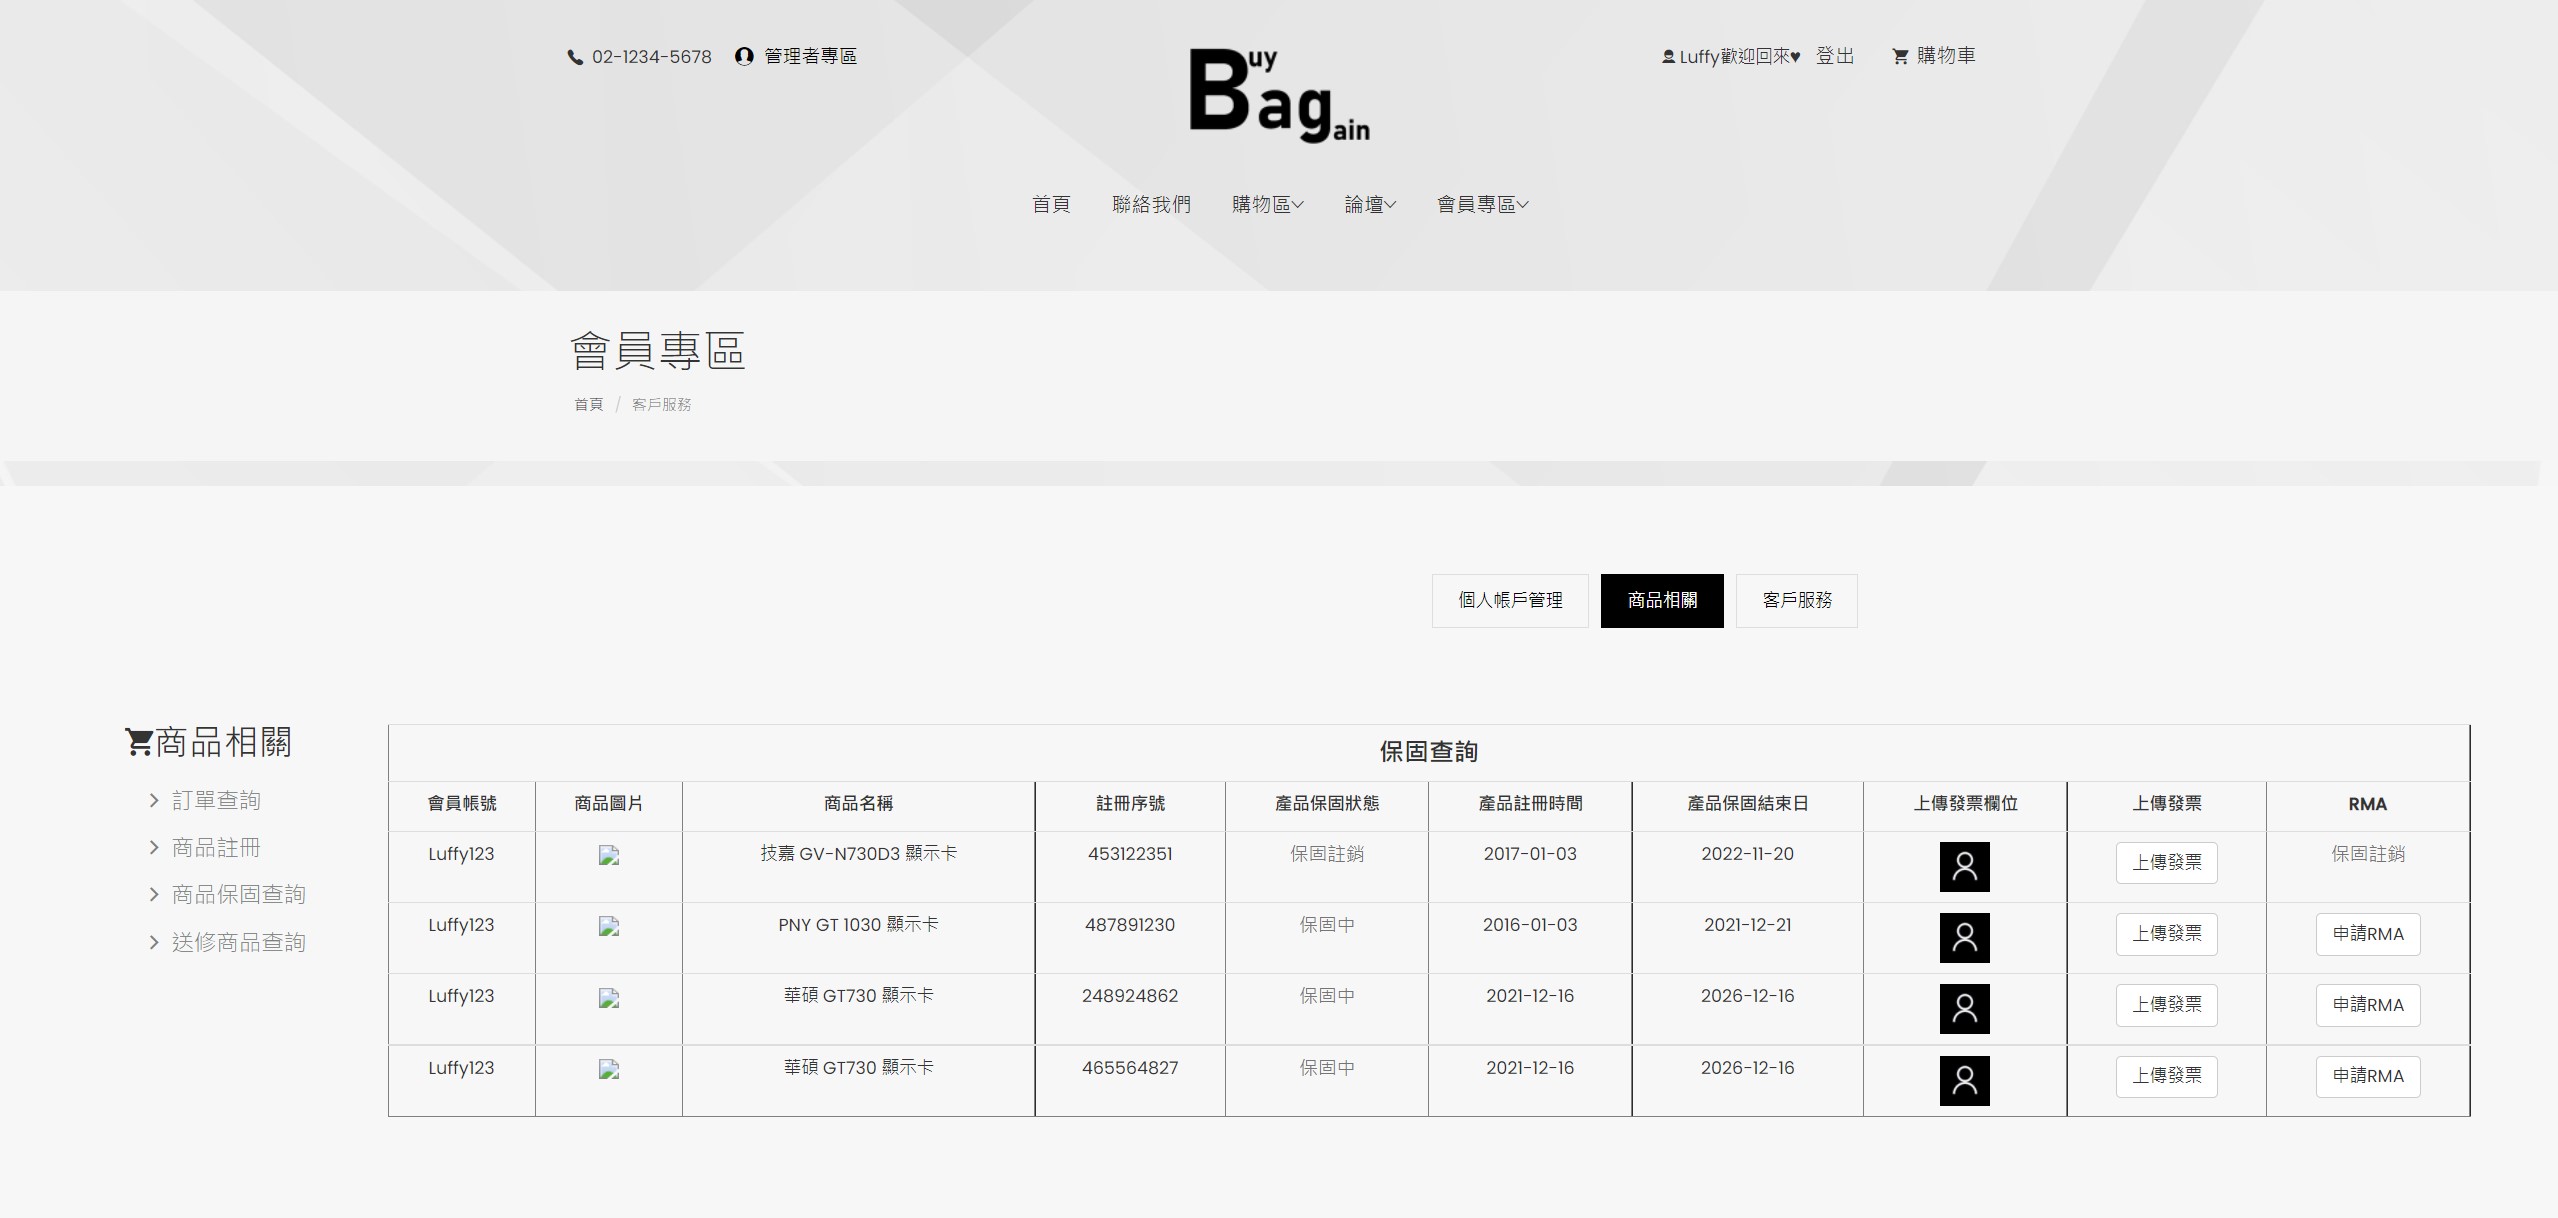 02-1234-5678 管理者專區
Buy Bagain
Luffy歡迎回來♥ 登出 購物車
首頁 聯絡我們 購物區 論壇 會員專區
會員專區
首頁 / 客戶服務
個人帳戶管理 商品相關 客戶服務
商品相關
訂單查詢
商品註冊
商品保固查詢
送修商品查詢
保固查詢
會員帳號 商品圖片 商品名稱 註冊序號 產品保固狀態 產品註冊時間 產品保固結束日 上傳發票欄位 上傳發票 RMA
Luffy123 技嘉 GV-N730D3 顯示卡 453122351 保固註銷 2017-01-03 2022-11-20 上傳發票 保固註銷
Luffy123 PNY GT 1030 顯示卡 487891230 保固中 2016-01-03 2021-12-21 上傳發票 申請RMA
Luffy123 華碩 GT730 顯示卡 248924862 保固中 2021-12-16 2026-12-16 上傳發票 申請RMA
Luffy123 華碩 GT730 顯示卡 465564827 保固中 2021-12-16 2026-12-16 上傳發票 申請RMA